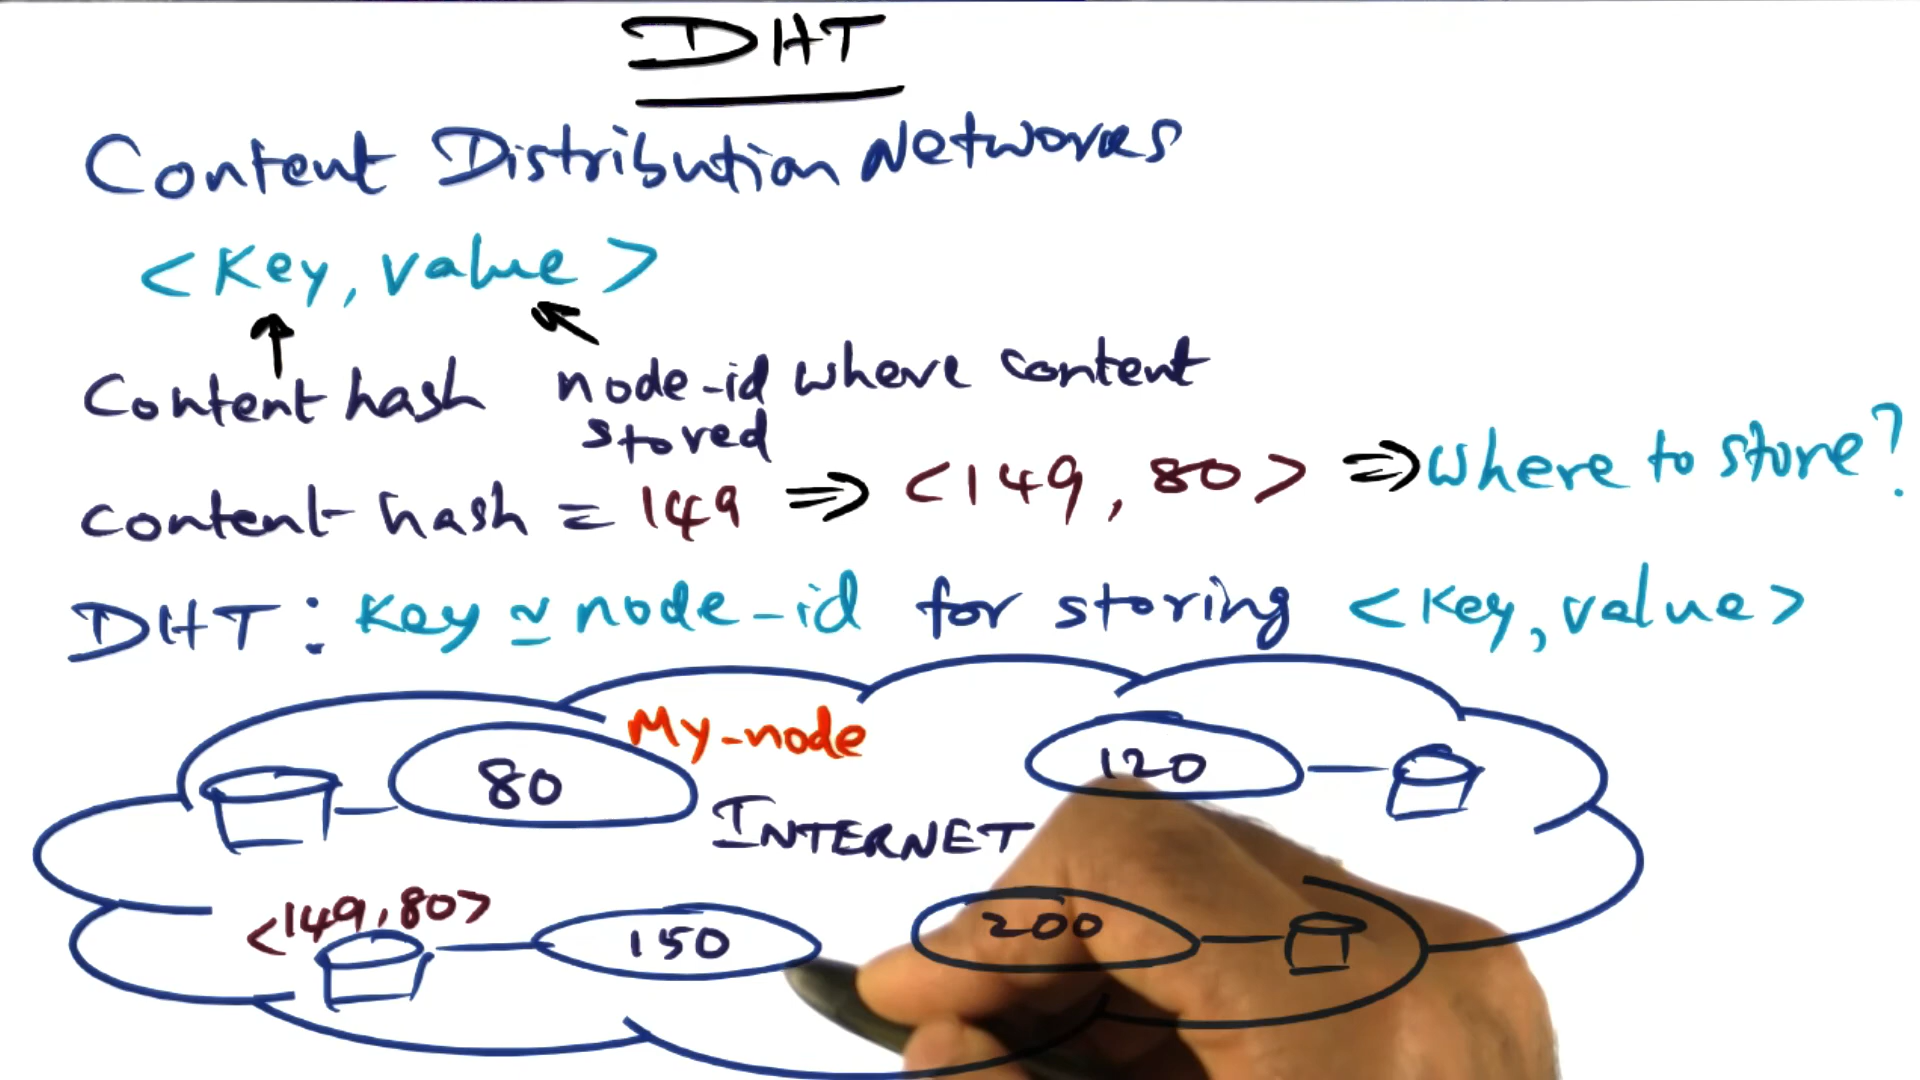 DHT
Content Distribution Networks
<Key, value>
Content hash node-id where content
stored
content hash = 149 => <149, 80> => Where to store?
DHT: Key ≃ node-id for storing <Key, value>
My-node
80
120
INTERNET
<149, 80>
150
200